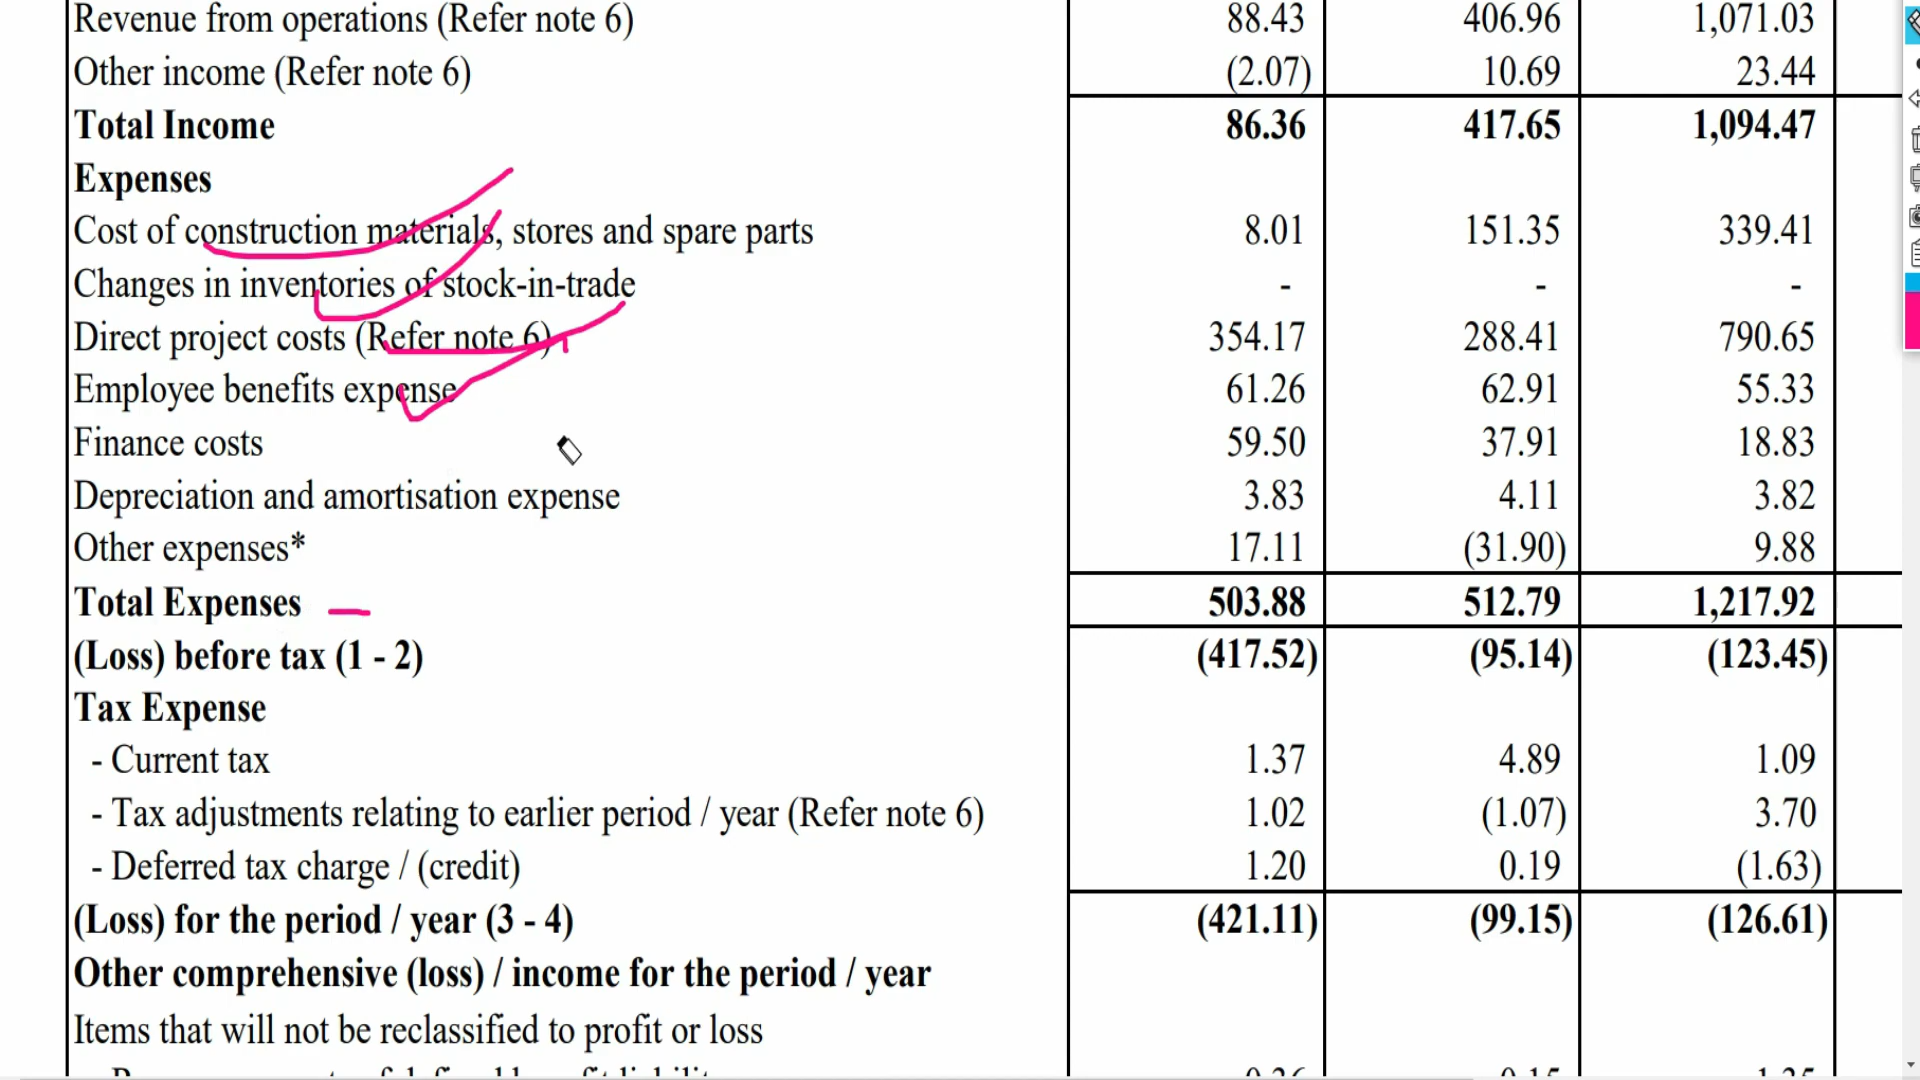 Revenue from operations (Refer note 6) 88.43 406.96 1,071.03
Other income (Refer note 6) (2.07) 10.69 23.44
Total Income 86.36 417.65 1,094.47
Expenses
Cost of construction materials, stores and spare parts 8.01 151.35 339.41
Changes in inventories of stock-in-trade - - -
Direct project costs (Refer note 6) 354.17 288.41 790.65
Employee benefits expense 61.26 62.91 55.33
Finance costs 59.50 37.91 18.83
Depreciation and amortisation expense 3.83 4.11 3.82
Other expenses* 17.11 (31.90) 9.88
Total Expenses 503.88 512.79 1,217.92
(Loss) before tax (1 - 2) (417.52) (95.14) (123.45)
Tax Expense
- Current tax 1.37 4.89 1.09
- Tax adjustments relating to earlier period / year (Refer note 6) 1.02 (1.07) 3.70
- Deferred tax charge / (credit) 1.20 0.19 (1.63)
(Loss) for the period / year (3 - 4) (421.11) (99.15) (126.61)
Other comprehensive (loss) / income for the period / year
Items that will not be reclassified to profit or loss